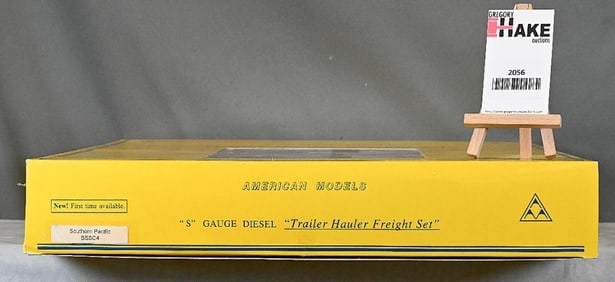 GREGORY
HAKE
auctions
2056
AMERICAN MODELS
New! First time available.
"S" GAUGE DIESEL "Trailer Hauler Freight Set"
Southern Pacific